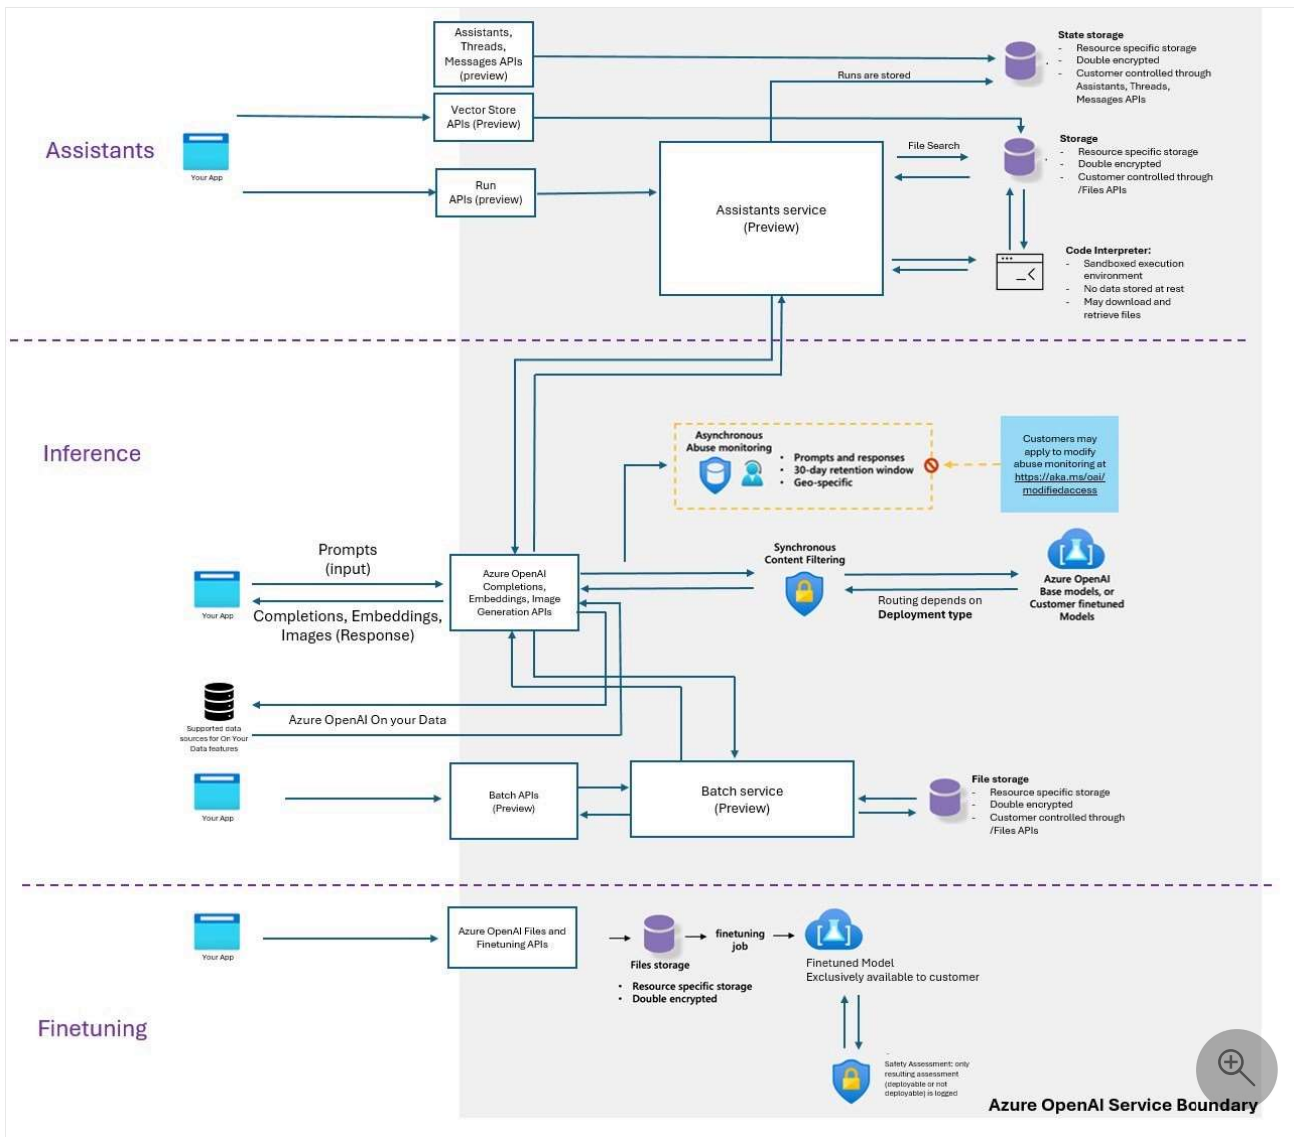 Assistants,
Threads,
Messages APIs
(preview)
State storage
- Resource specific storage
- Double encrypted
- Customer controlled through
Assistants, Threads,
Messages APIs
Runs are stored
Vector Store
APIs (Preview)
Assistants
Your App
File Search
Storage
- Resource specific storage
- Double encrypted
- Customer controlled through
/Files APIs
Run
APIs (preview)
Assistants service
(Preview)
Code Interpreter:
- Sandboxed execution
environment
- No data stored at rest
- May download and
retrieve files
Inference
Asynchronous
Abuse monitoring
• Prompts and responses
• 30-day retention window
• Geo-specific
Customers may
apply to modify
abuse monitoring at
https://aka.ms/oai/
modifiedaccess
Prompts
(input)
Your App
Completions, Embeddings,
Images (Response)
Azure OpenAI
Completions,
Embeddings, Image
Generation APIs
Synchronous
Content Filtering
Routing depends on
Deployment type
Azure OpenAI
Base models, or
Customer finetuned
Models
Supported data
sources for On Your
Data features
Azure OpenAI On your Data
Your App
Batch APIs
(Preview)
Batch service
(Preview)
File storage
- Resource specific storage
- Double encrypted
- Customer controlled through
/Files APIs
Your App
Azure OpenAI Files and
Finetuning APIs
Files storage
• Resource specific storage
• Double encrypted
finetuning
job
Finetuned Model
Exclusively available to customer
Finetuning
Safety Assessment: only
resulting assessment
(deployable or not
deployable) is logged
Azure OpenAI Service Boundary